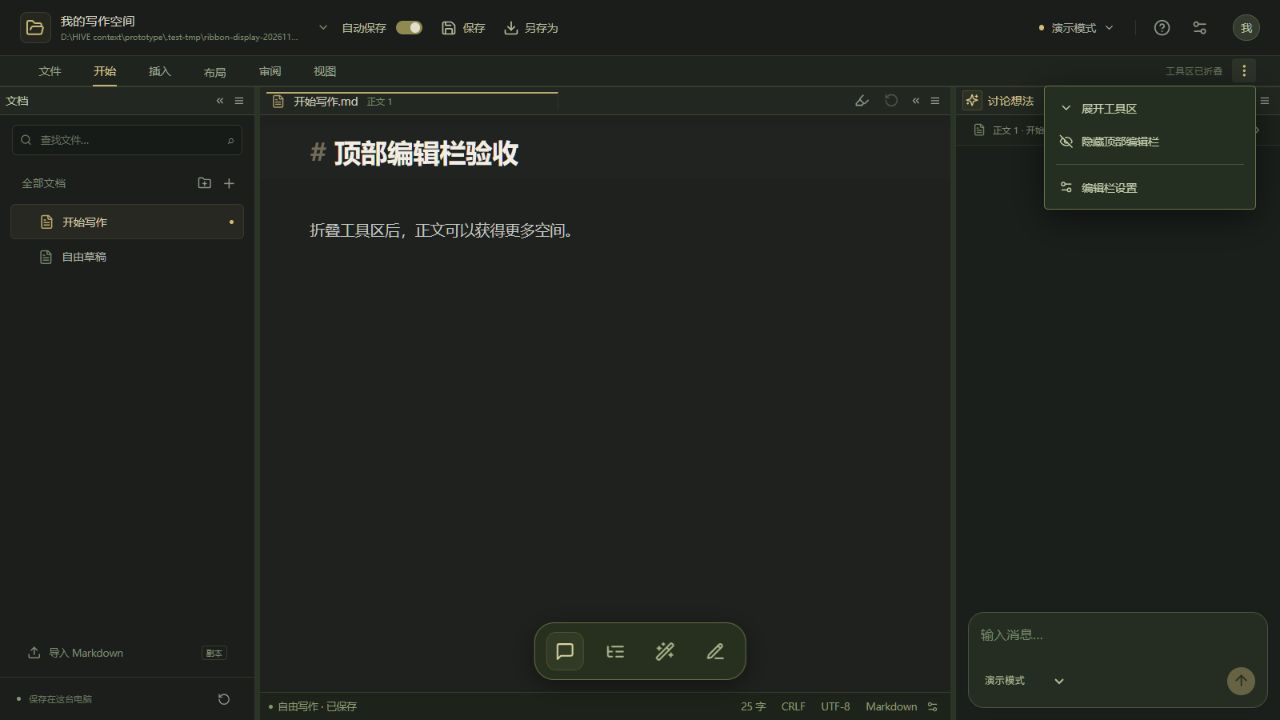 我的写作空间
D:\HIVE context\prototype\.test-tmp\ribbon-display-202611...
自动保存
保存
另存为
演示模式
我
文件
开始
插入
布局
审阅
视图
工具区已折叠
文档
开始写作.md 正文 1
讨论想法
展开工具区
隐藏顶部编辑栏
编辑栏设置
查找文件...
正文 1 · 开始
# 顶部编辑栏验收
全部文档
开始写作
折叠工具区后，正文可以获得更多空间。
自由草稿
输入消息...
导入 Markdown
副本
演示模式
保存在这台电脑
自由写作 · 已保存
25 字
CRLF
UTF-8
Markdown